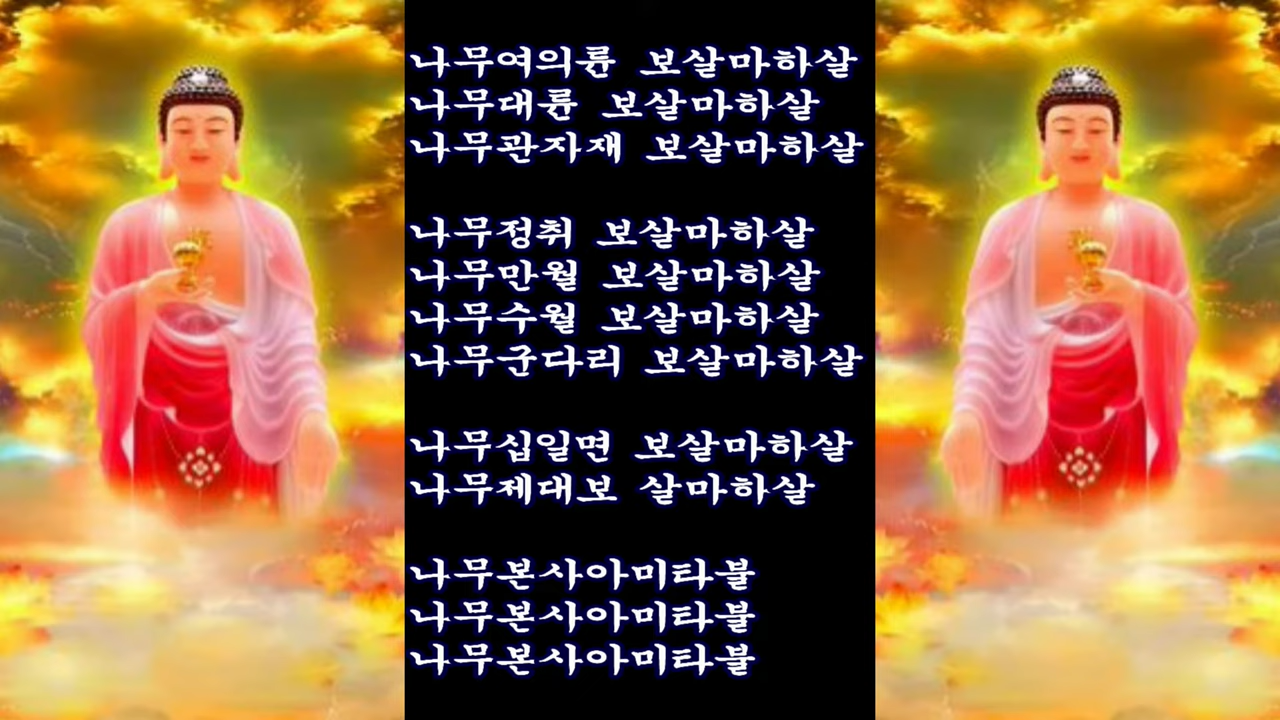 나무여의륜 보살마하살
나무대륜 보살마하살
나무관자재 보살마하살
나무정취 보살마하살
나무만월 보살마하살
나무수월 보살마하살
나무군다리 보살마하살
나무십일면 보살마하살
나무제대보 살마하살
나무본사아미타불
나무본사아미타불
나무본사아미타불